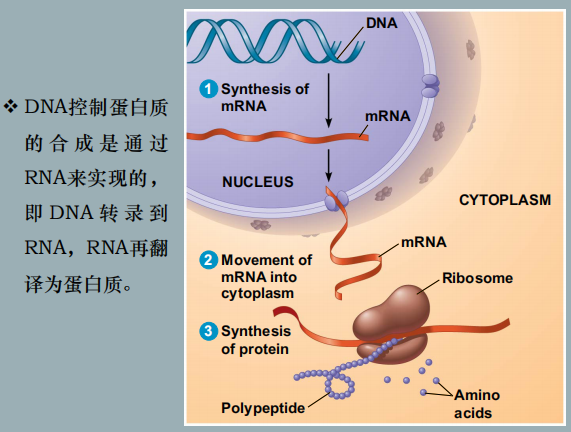 ❖ DNA控制蛋白质
的合成是通过
RNA来实现的，
即DNA转录到
RNA，RNA再翻
译为蛋白质。
DNA
1 Synthesis of
mRNA
mRNA
NUCLEUS
CYTOPLASM
mRNA
2 Movement of
mRNA into
cytoplasm
Ribosome
3 Synthesis
of protein
Polypeptide
Amino
acids